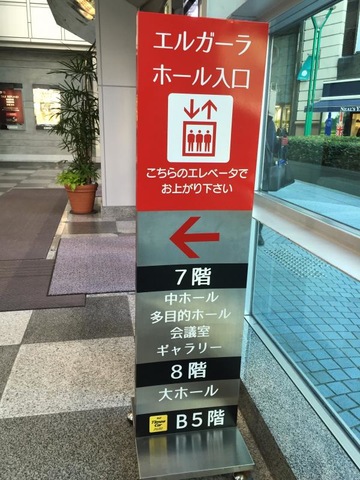 エルガーラ
ホール入口
こちらのエレベータで
お上がり下さい
7階
中ホール
多目的ホール
会議室
ギャラリー
8階
大ホール
B5階